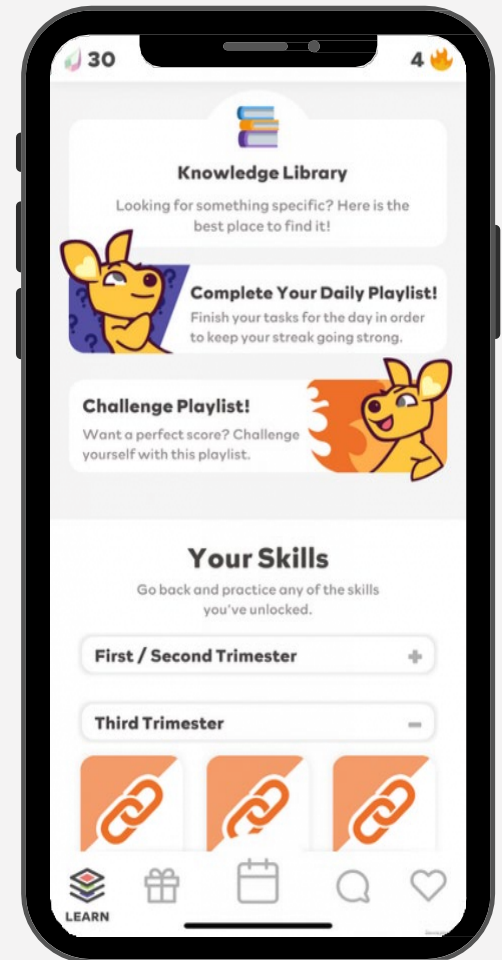 30
4
Knowledge Library
Looking for something specific? Here is the
best place to find it!
Complete Your Daily Playlist!
Finish your tasks for the day in order
to keep your streak going strong.
Challenge Playlist!
Want a perfect score? Challenge
yourself with this playlist.
Your Skills
Go back and practice any of the skills
you've unlocked.
First / Second Trimester
Third Trimester
LEARN